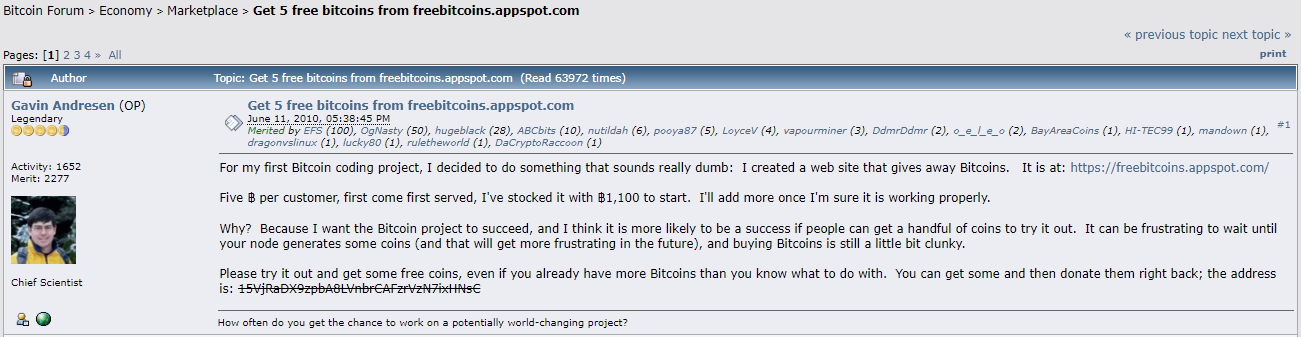 Bitcoin Forum > Economy > Marketplace > Get 5 free bitcoins from freebitcoins.appspot.com
« previous topic next topic »
Pages: [1] 2 3 4 » All
print
Author
Topic: Get 5 free bitcoins from freebitcoins.appspot.com (Read 63972 times)
Gavin Andresen (OP)
Legendary
Activity: 1652
Merit: 2277
Chief Scientist
Get 5 free bitcoins from freebitcoins.appspot.com
June 11, 2010, 05:38:45 PM
#1
Merited by EFS (100), OgNasty (50), hugeblack (28), ABCbits (10), nutildah (6), pooya87 (5), LoyceV (4), vapourminer (3), DdmrDdmr (2), o_e_l_e_o (2), BayAreaCoins (1), HI-TEC99 (1), mandown (1),
dragonvslinux (1), lucky80 (1), ruletheworld (1), DaCryptoRaccoon (1)
For my first Bitcoin coding project, I decided to do something that sounds really dumb: I created a web site that gives away Bitcoins. It is at: https://freebitcoins.appspot.com/
Five ฿ per customer, first come first served, I've stocked it with ฿1,100 to start. I'll add more once I'm sure it is working properly.
Why? Because I want the Bitcoin project to succeed, and I think it is more likely to be a success if people can get a handful of coins to try it out. It can be frustrating to wait until
your node generates some coins (and that will get more frustrating in the future), and buying Bitcoins is still a little bit clunky.
Please try it out and get some free coins, even if you already have more Bitcoins than you know what to do with. You can get some and then donate them right back; the address
is: 15VjRaDX9zpbA8LVnbrCAFzrVzN7ixHNsC
How often do you get the chance to work on a potentially world-changing project?